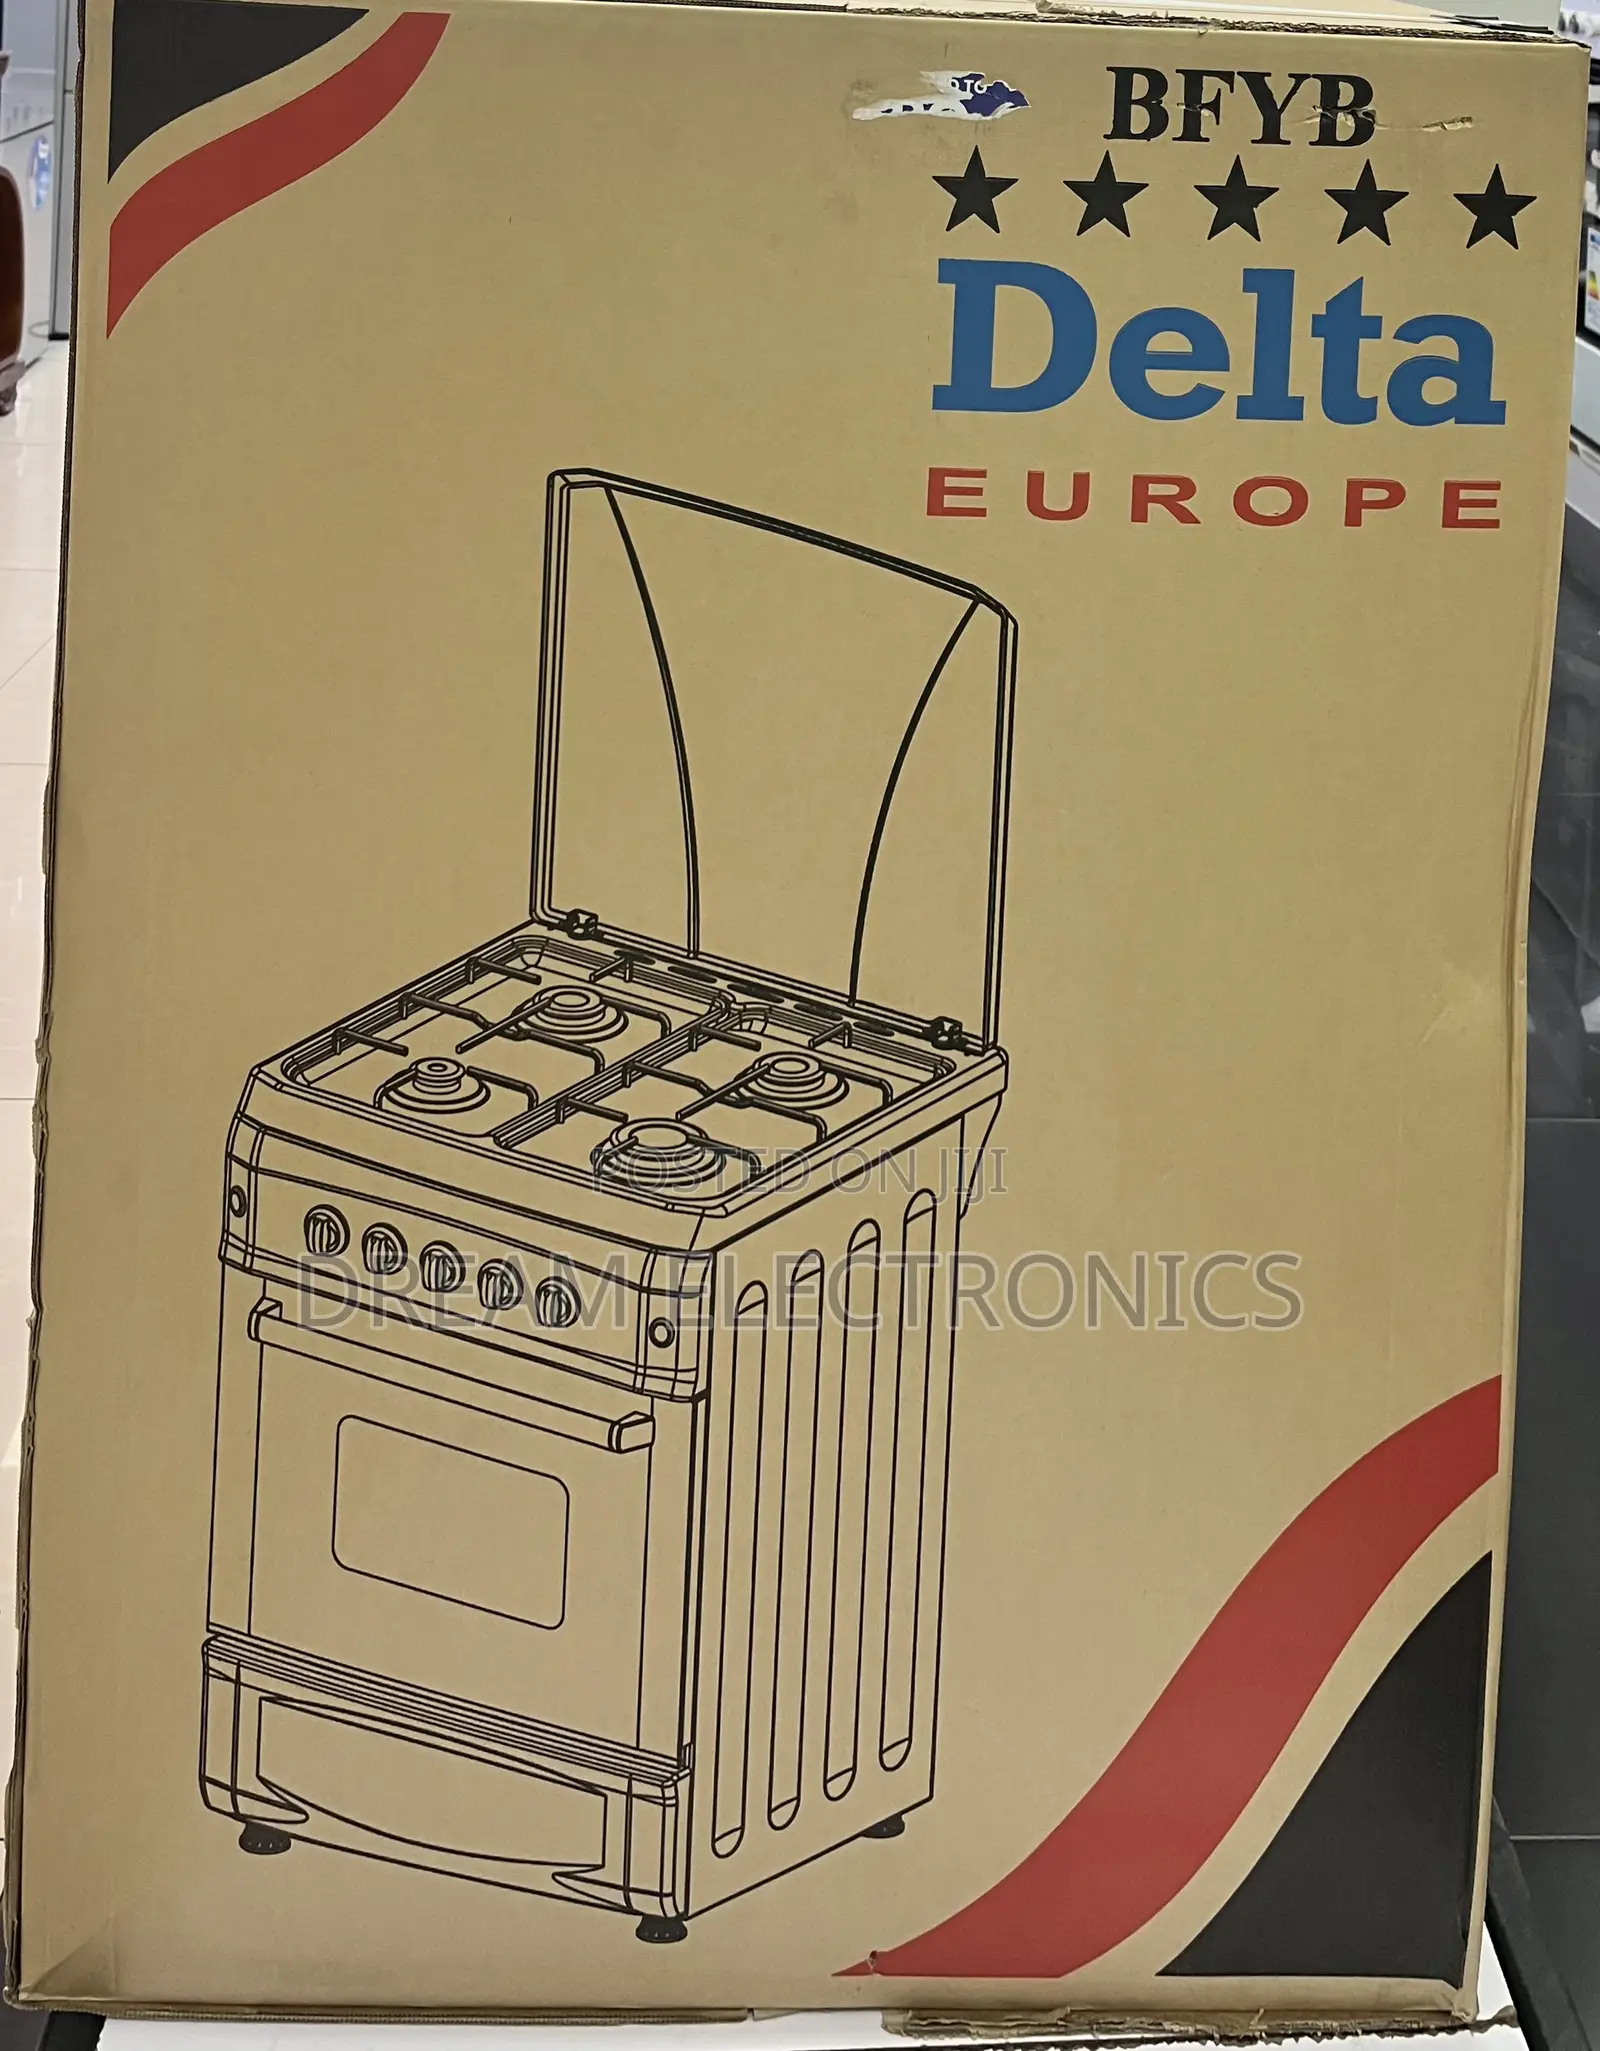 BFYB
Delta
EUROPE
POSTED ON JIJI
DREAM ELECTRONICS